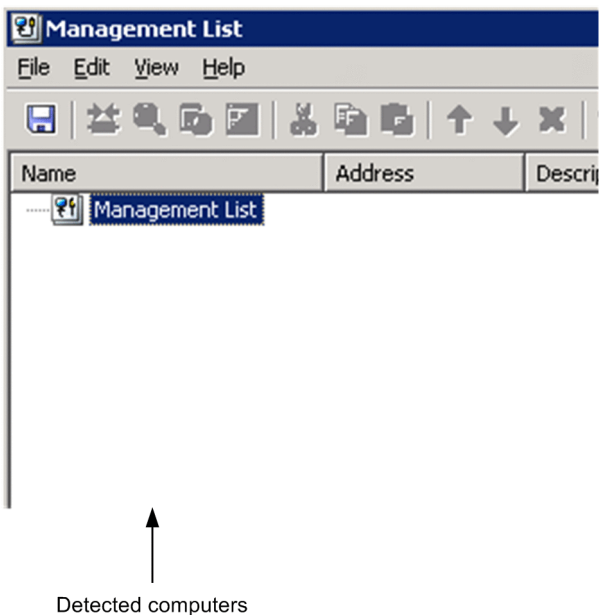 Management List
File Edit View Help
Name Address Descrip
Management List
Detected computers